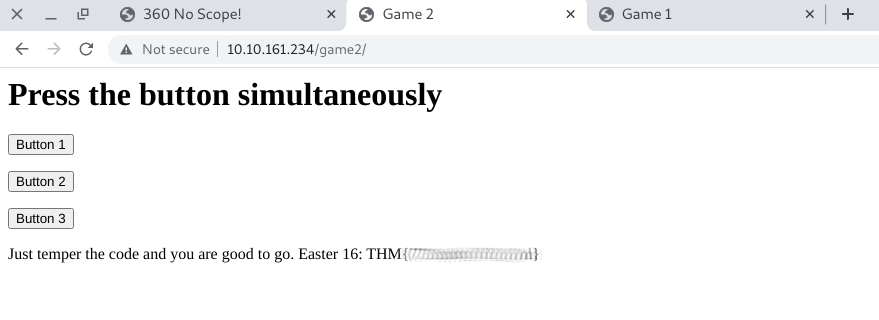 360 No Scope!
Game 2
Game 1
Not secure
10.10.161.234/game2/
Press the button simultaneously
Button 1
Button 2
Button 3
Just temper the code and you are good to go. Easter 16: THM{